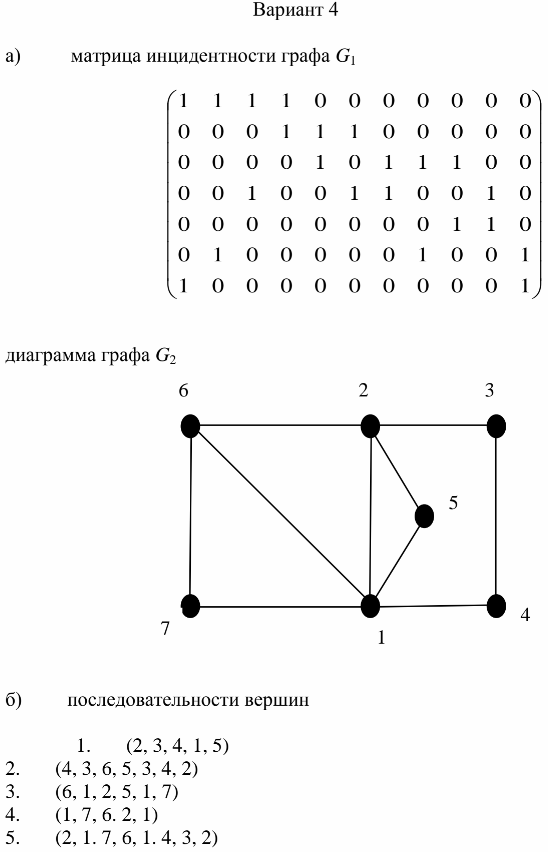 Вариант 4
а) матрица инцидентности графа G1
1 1 1 1 0 0 0 0 0 0 0
0 0 0 1 1 1 0 0 0 0 0
0 0 0 0 1 0 1 1 1 0 0
0 0 1 0 0 1 1 0 0 1 0
0 0 0 0 0 0 0 0 1 1 0
0 1 0 0 0 0 0 1 0 0 1
1 0 0 0 0 0 0 0 0 0 1
диаграмма графа G2
6 2 3
5
7 1 4
б) последовательности вершин
1. (2, 3, 4, 1, 5)
2. (4, 3, 6, 5, 3, 4, 2)
3. (6, 1, 2, 5, 1, 7)
4. (1, 7, 6. 2, 1)
5. (2, 1. 7, 6, 1. 4, 3, 2)